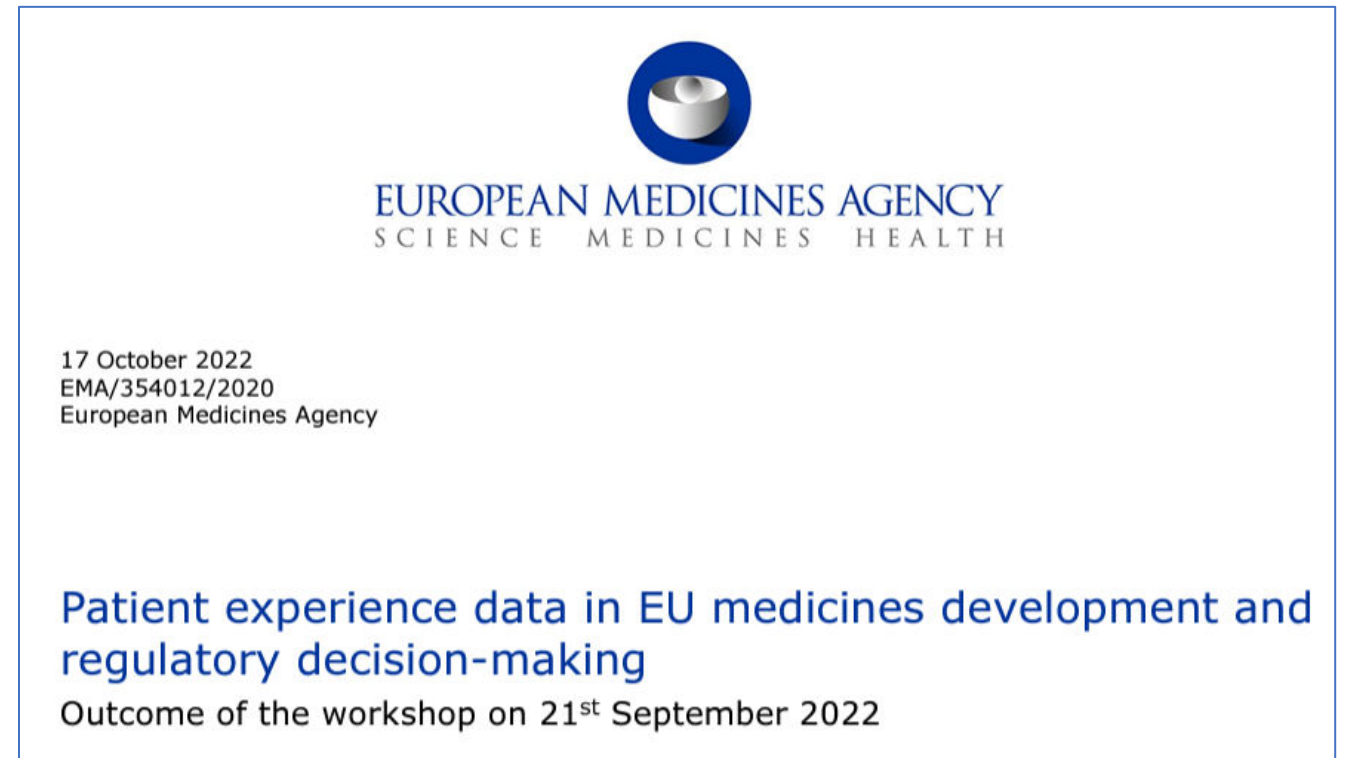 EUROPEAN MEDICINES AGENCY
SCIENCE MEDICINES HEALTH
17 October 2022
EMA/354012/2020
European Medicines Agency
Patient experience data in EU medicines development and
regulatory decision-making
Outcome of the workshop on 21st September 2022